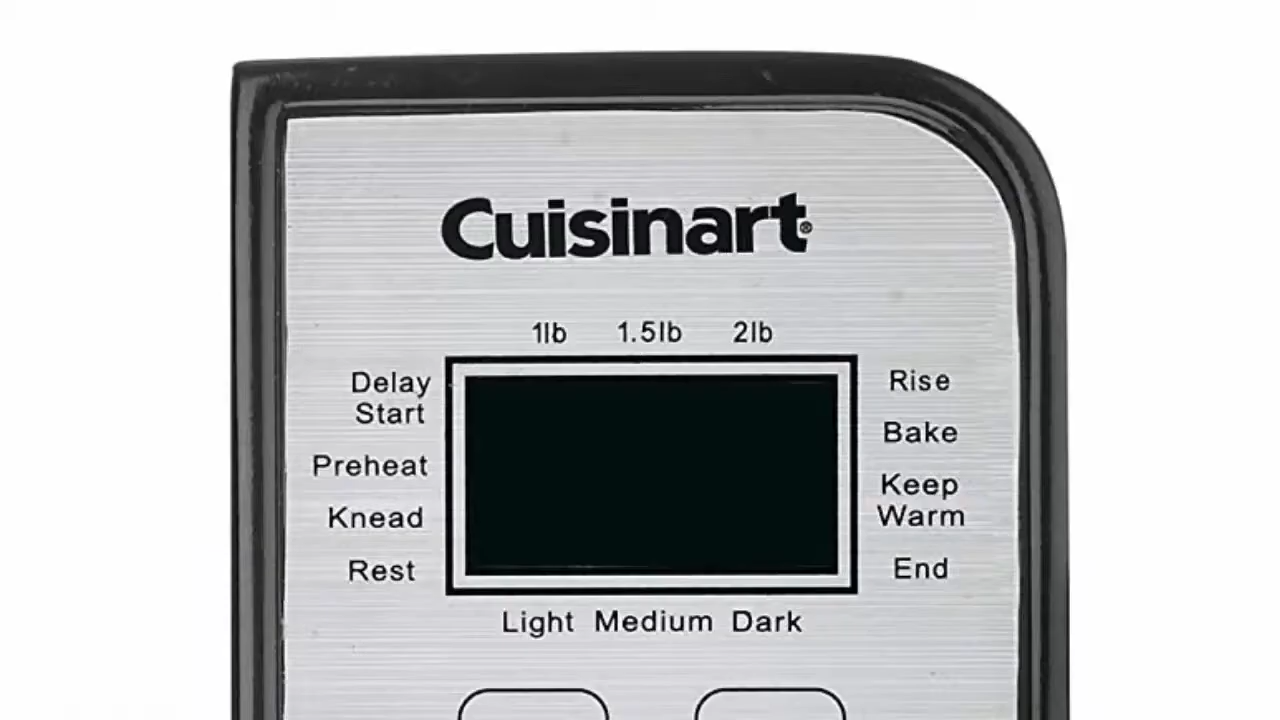 Cuisinart®
1lb 1.5lb 2lb
Delay
Start
Preheat
Knead
Rest
Rise
Bake
Keep
Warm
End
Light Medium Dark